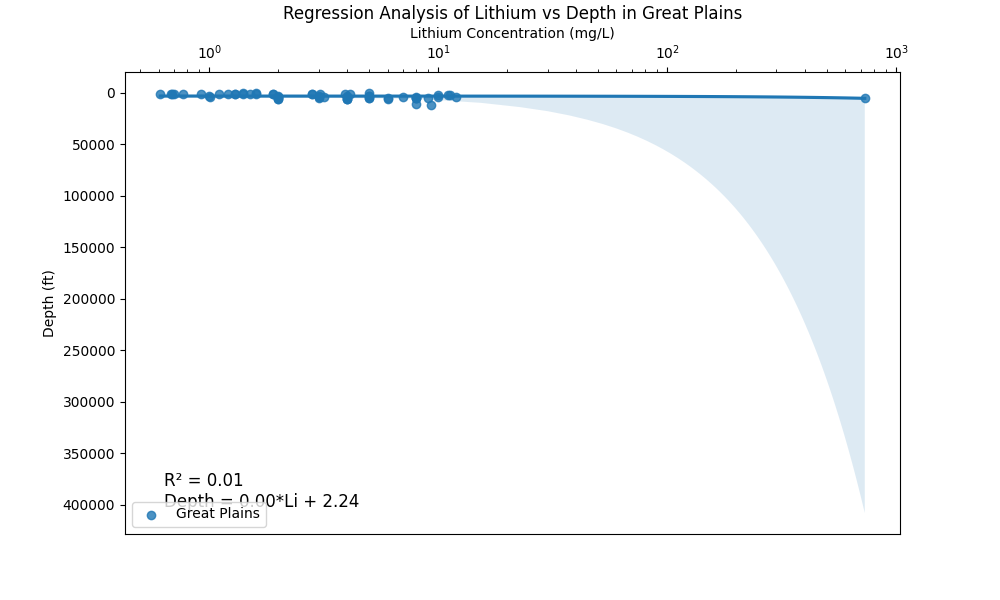 Regression Analysis of Lithium vs Depth in Great Plains
Lithium Concentration (mg/L)
10⁰ 10¹ 10² 10³
Depth (ft)
0
50000
100000
150000
200000
250000
300000
350000
400000
R² = 0.01
Depth = 0.00*Li + 2.24
Great Plains